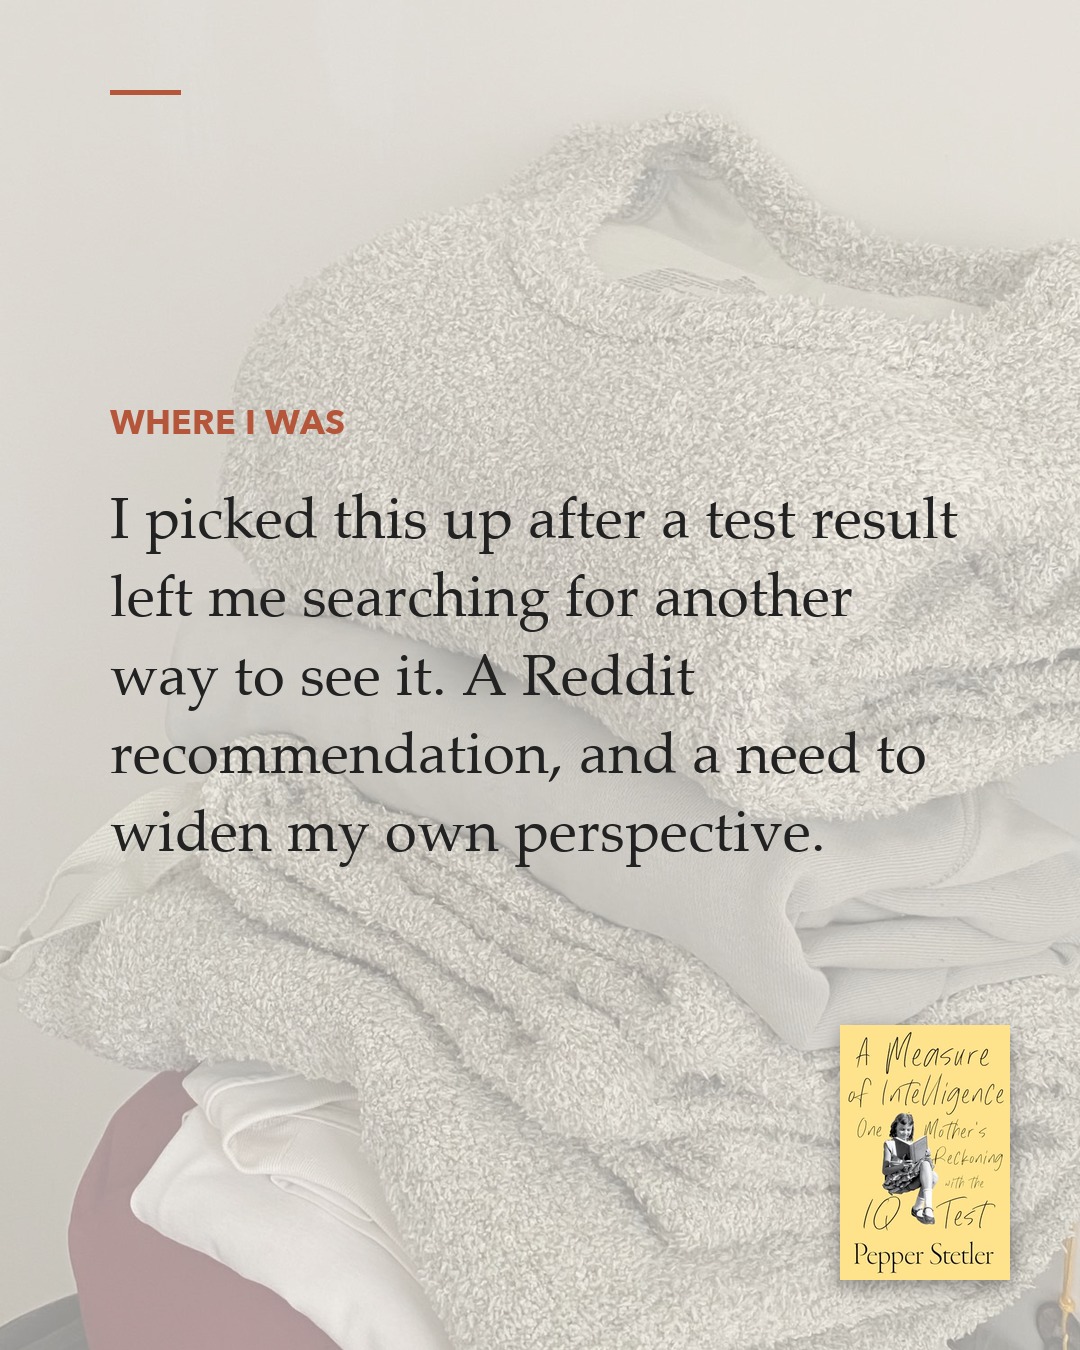 WHERE I WAS
I picked this up after a test result
left me searching for another
way to see it. A Reddit
recommendation, and a need to
widen my own perspective.
A Measure
of Intelligence
One Mother's
Reckoning
with the
IQ Test
Pepper Stetler